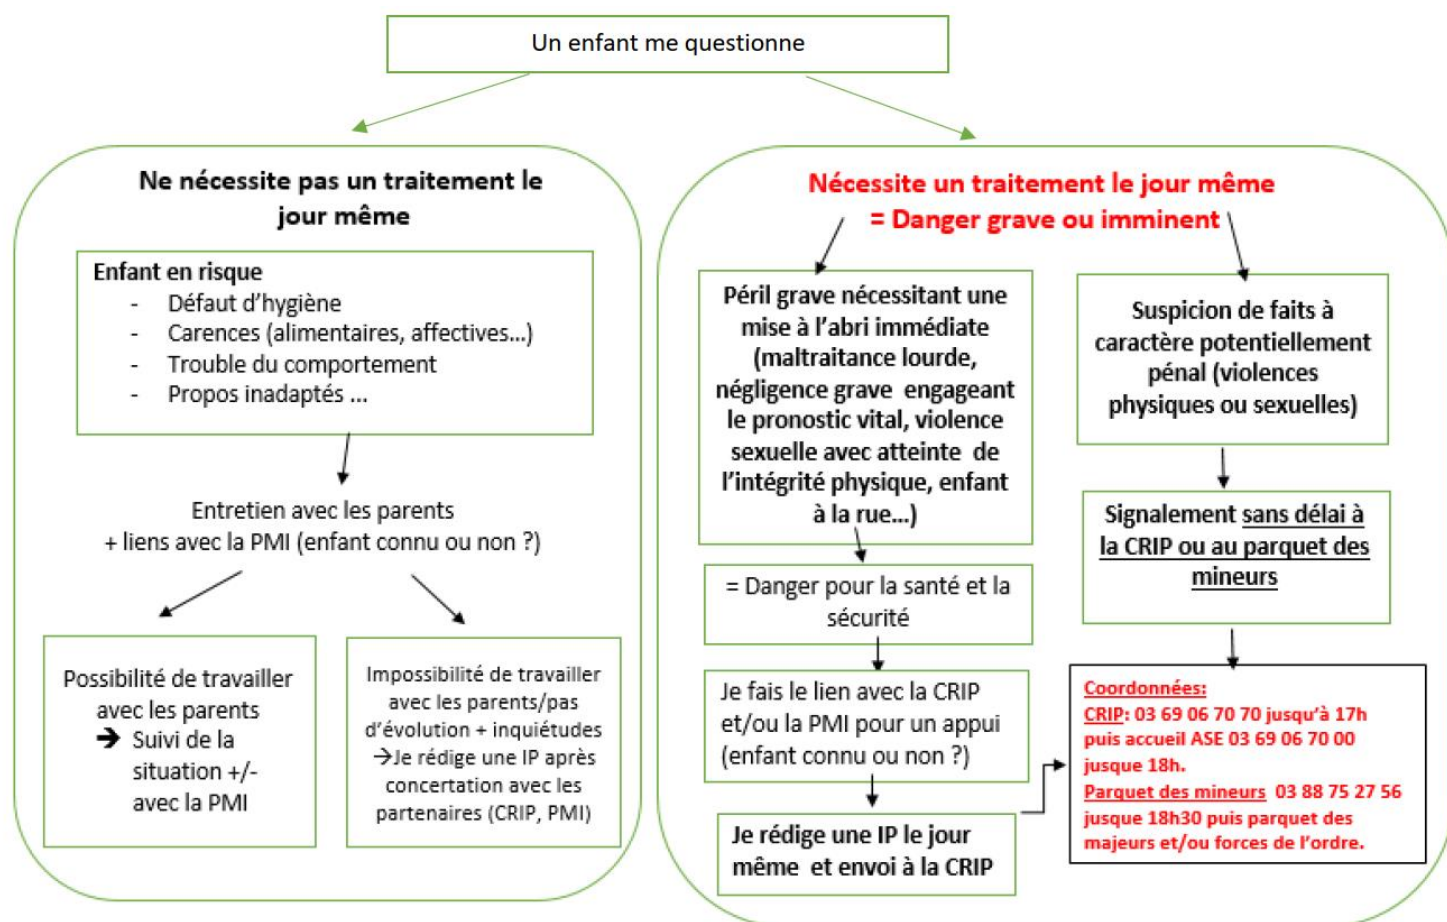 Un enfant me questionne
Ne nécessite pas un traitement le
jour même
Enfant en risque
- Défaut d’hygiène
- Carences (alimentaires, affectives…)
- Trouble du comportement
- Propos inadaptés …
Entretien avec les parents
+ liens avec la PMI (enfant connu ou non ?)
Possibilité de travailler
avec les parents
➔ Suivi de la
situation +/-
avec la PMI
Impossibilité de travailler
avec les parents/pas
d’évolution + inquiétudes
→Je rédige une IP après
concertation avec les
partenaires (CRIP, PMI)
Nécessite un traitement le jour même
= Danger grave ou imminent
Péril grave nécessitant une
mise à l’abri immédiate
(maltraitance lourde,
négligence grave engageant
le pronostic vital, violence
sexuelle avec atteinte de
l’intégrité physique, enfant
à la rue…)
= Danger pour la santé et la
sécurité
Je fais le lien avec la CRIP
et/ou la PMI pour un appui
(enfant connu ou non ?)
Je rédige une IP le jour
même et envoi à la CRIP
Suspicion de faits à
caractère potentiellement
pénal (violences
physiques ou sexuelles)
Signalement sans délai à
la CRIP ou au parquet des
mineurs
Coordonnées:
CRIP: 03 69 06 70 70 jusqu’à 17h
puis accueil ASE 03 69 06 70 00
jusque 18h.
Parquet des mineurs 03 88 75 27 56
jusque 18h30 puis parquet des
majeurs et/ou forces de l’ordre.